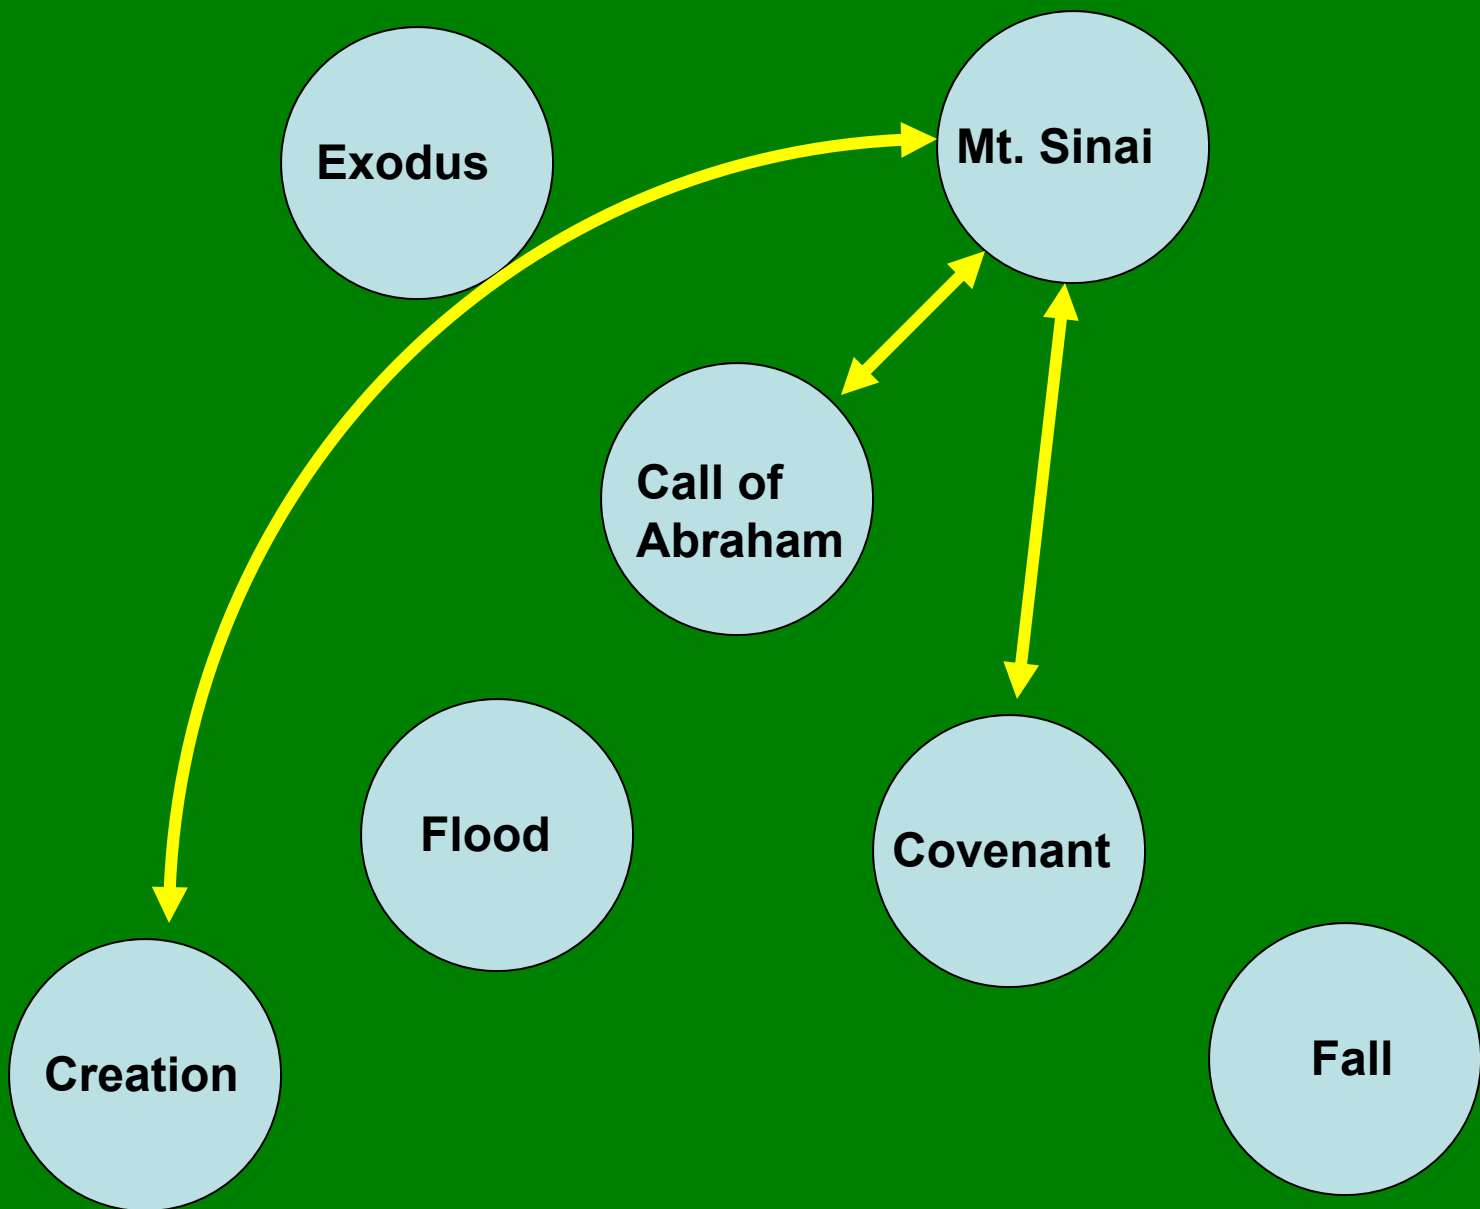 Exodus
Mt. Sinai
Call of
Abraham
Flood
Covenant
Creation
Fall